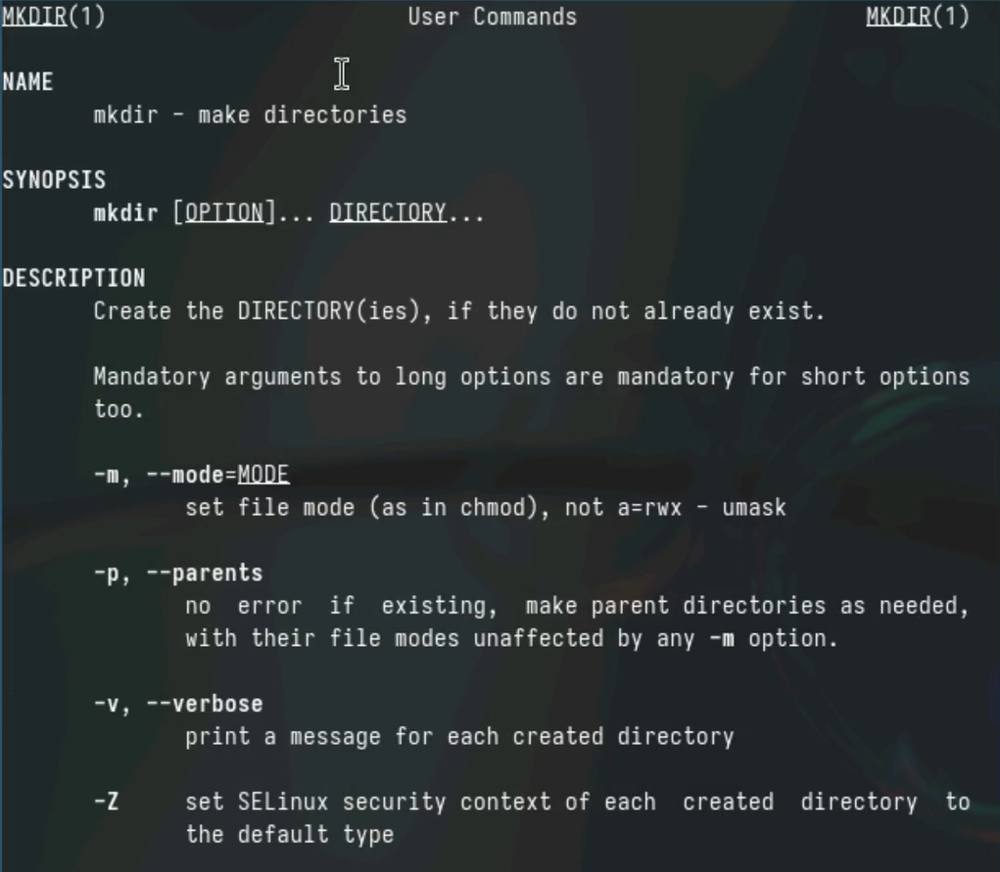 MKDIR(1) User Commands MKDIR(1)
NAME
mkdir - make directories
SYNOPSIS
mkdir [OPTION]... DIRECTORY...
DESCRIPTION
Create the DIRECTORY(ies), if they do not already exist.
Mandatory arguments to long options are mandatory for short options
too.
-m, --mode=MODE
set file mode (as in chmod), not a=rwx - umask
-p, --parents
no error if existing, make parent directories as needed,
with their file modes unaffected by any -m option.
-v, --verbose
print a message for each created directory
-Z set SELinux security context of each created directory to
the default type